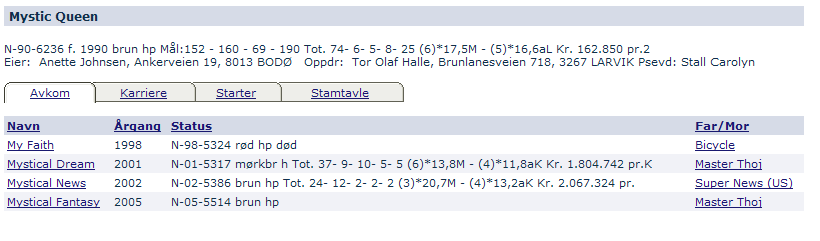 Mystic Queen
N-90-6236 f. 1990 brun hp Mål:152 - 160 - 69 - 190 Tot. 74- 6- 5- 8- 25 (6)*17,5M - (5)*16,6aL Kr. 162.850 pr.2
Eier: Anette Johnsen, Ankerveien 19, 8013 BODØ Oppdr: Tor Olaf Halle, Brunlanesveien 718, 3267 LARVIK Psevd: Stall Carolyn
Avkom Karriere Starter Stamtavle
Navn Årgang Status Far/Mor
My Faith 1998 N-98-5324 rød hp død Bicycle
Mystical Dream 2001 N-01-5317 mørkbr h Tot. 37- 9- 10- 5- 5 (6)*13,8M - (4)*11,8aK Kr. 1.804.742 pr.K Master Thoj
Mystical News 2002 N-02-5386 brun hp Tot. 24- 12- 2- 2- 2 (3)*20,7M - (4)*13,2aK Kr. 2.067.324 pr. Super News (US)
Mystical Fantasy 2005 N-05-5514 brun hp Master Thoj